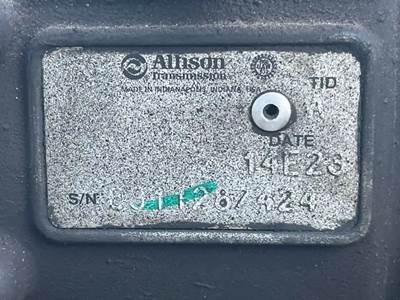 Allison
Transmission
MADE IN INDIANAPOLIS, INDIANA, USA
TID
DATE
14E23
S/N